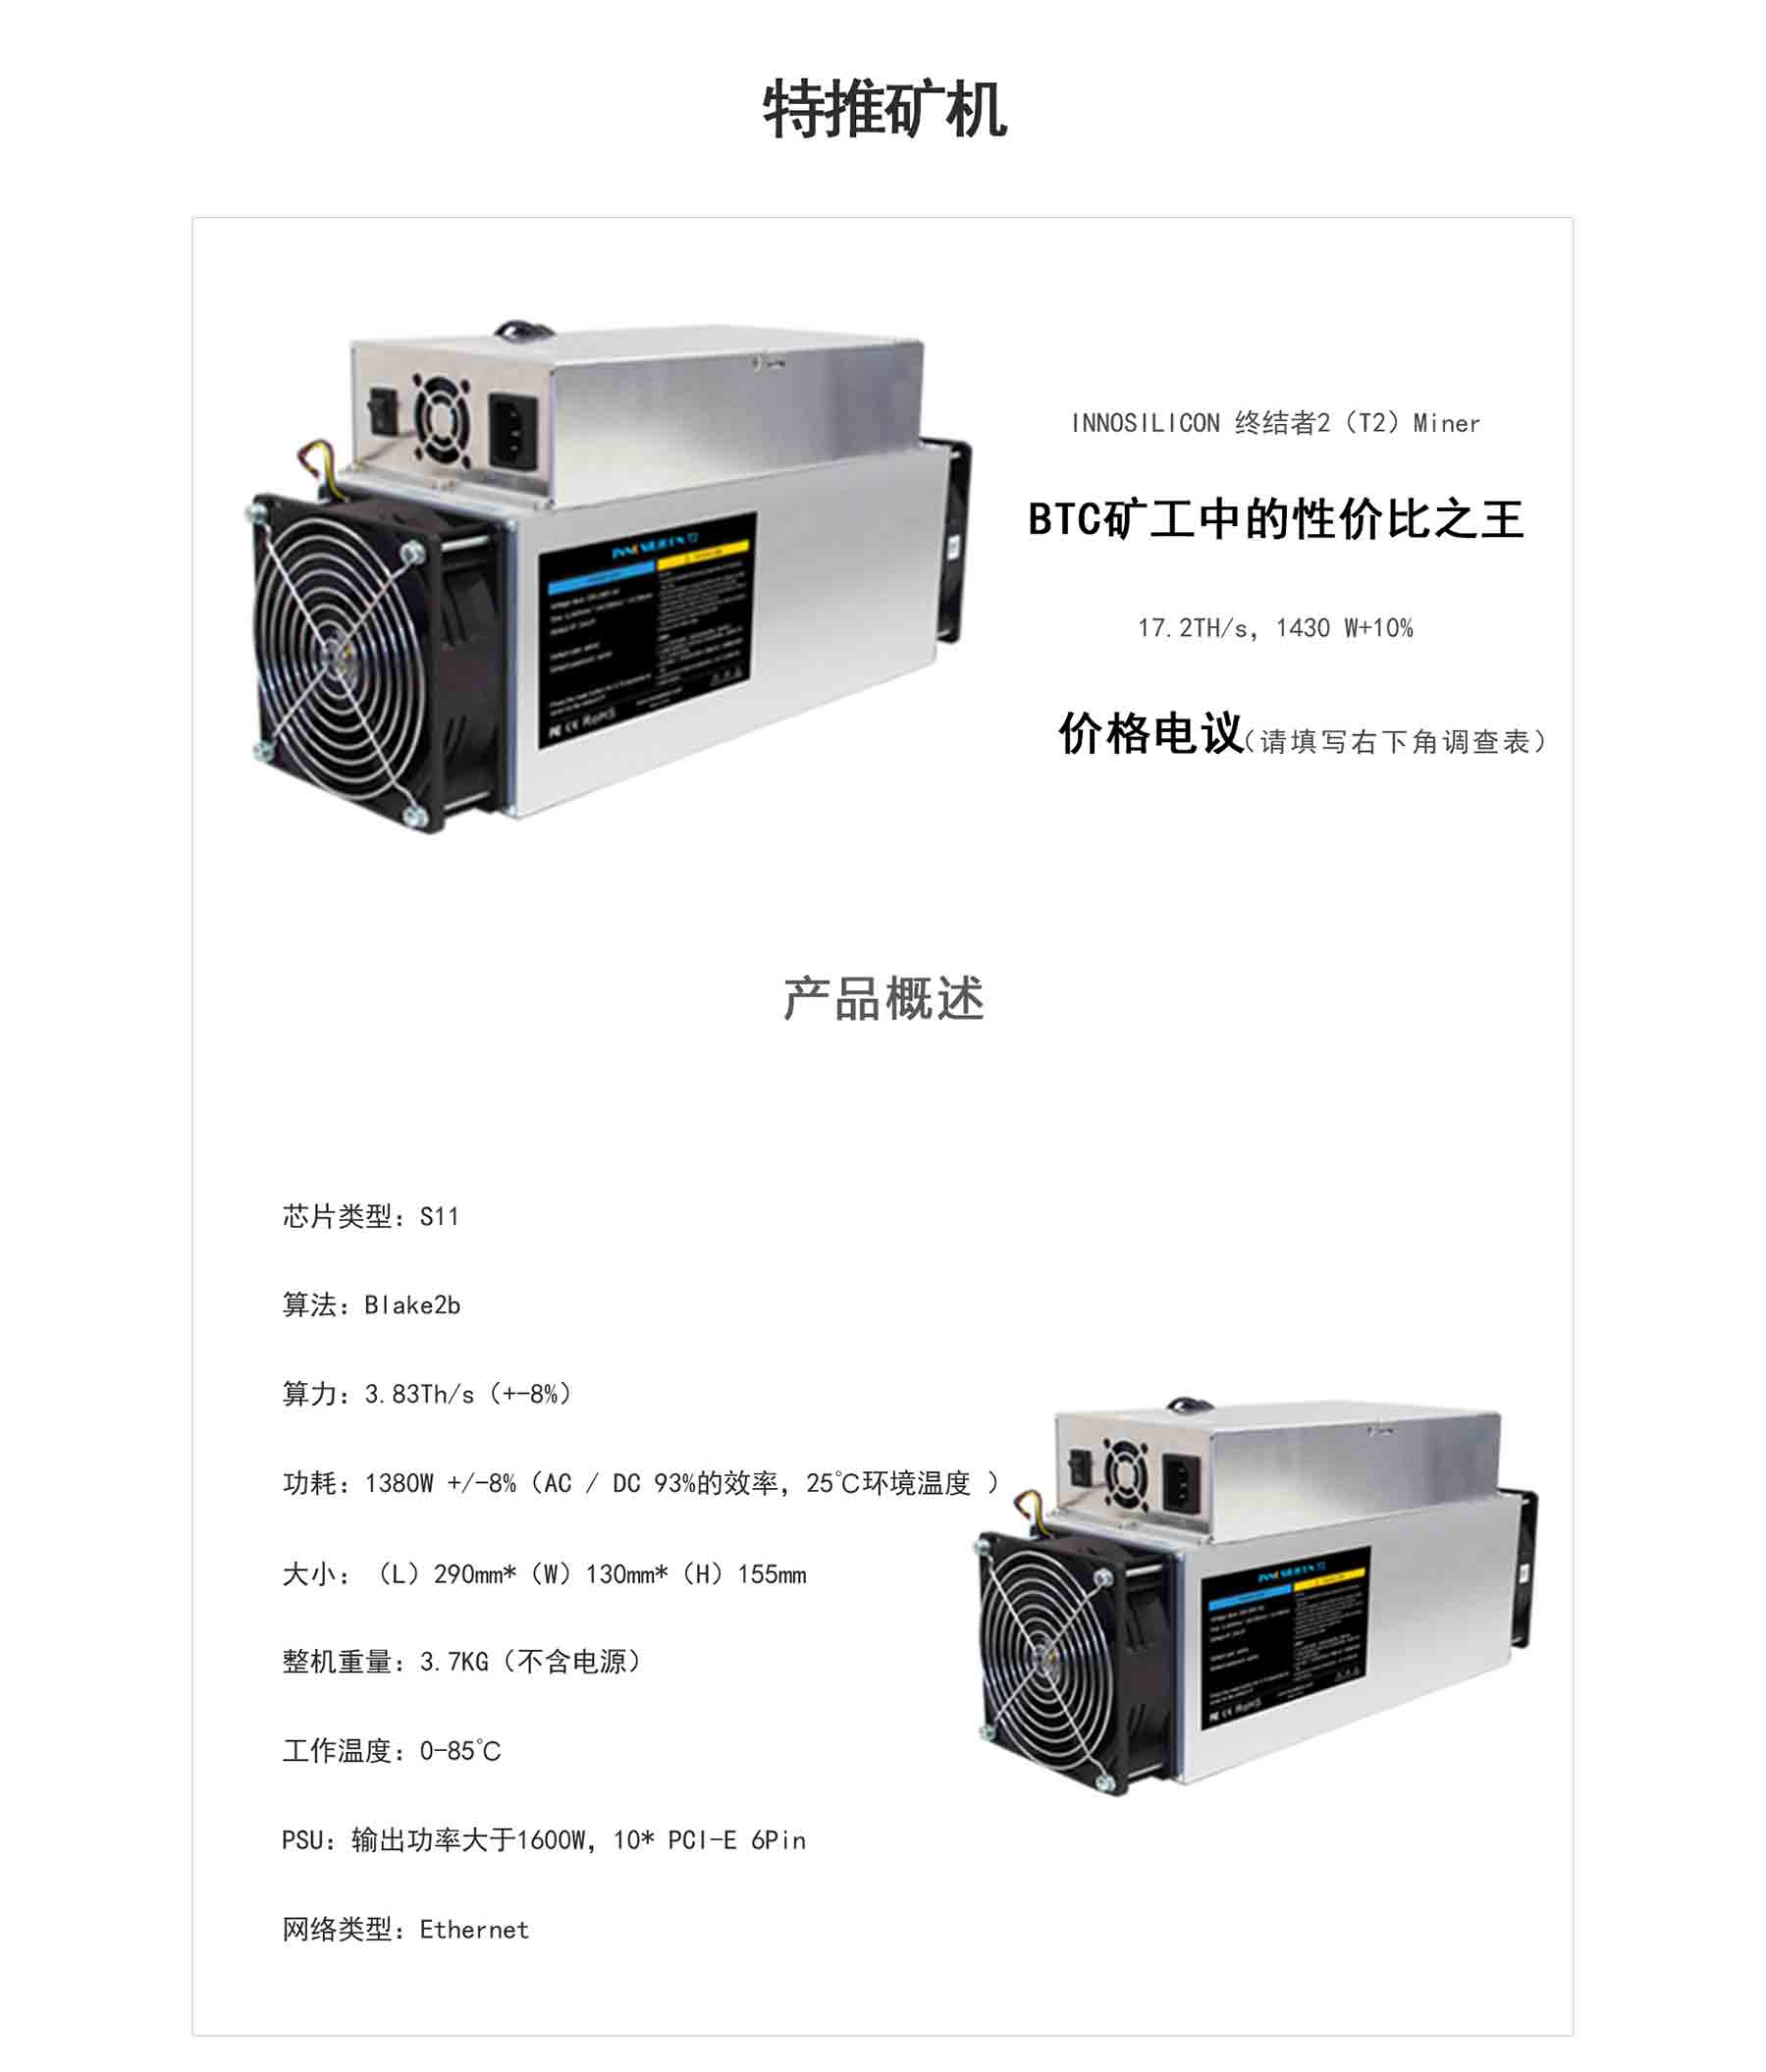 特推矿机
INNOSILICON 终结者2（T2）Miner
BTC矿工中的性价比之王
17.2TH/s，1430 W+10%
价格电议（请填写右下角调查表）
INNOSILICON T2
RoHS
产品概述
芯片类型：S11
算法：Blake2b
算力：3.83Th/s（+-8%）
功耗：1380W +/-8%（AC / DC 93%的效率，25℃环境温度 ）
大小：（L）290mm*（W）130mm*（H）155mm
整机重量：3.7KG（不含电源）
工作温度：0-85℃
PSU：输出功率大于1600W，10* PCI-E 6Pin
网络类型：Ethernet
INNOSILICON T2
RoHS